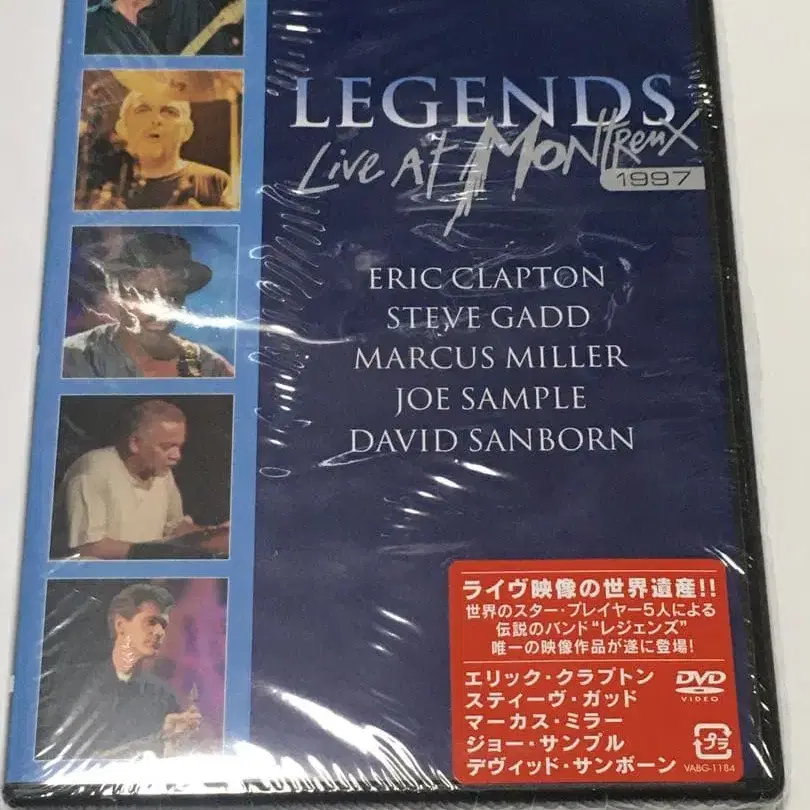 LEGENDS
Live At Montreux
1997
ERIC CLAPTON
STEVE GADD
MARCUS MILLER
JOE SAMPLE
DAVID SANBORN
ライヴ映像の世界遺産!!
世界のスター・プレイヤー5人による
伝説のバンド“レジェンズ”
唯一の映像作品が遂に登場!
エリック・クラプトン
スティーヴ・ガッド
マーカス・ミラー
ジョー・サンプル
デヴィッド・サンボーン
DVD
VIDEO
プラ
VABG-1184